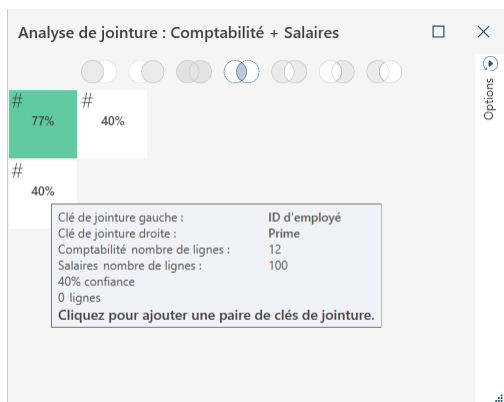 Analyse de jointure : Comptabilité + Salaires
Options
# #
77% 40%
#
40%
Clé de jointure gauche : ID d'employé
Clé de jointure droite : Prime
Comptabilité nombre de lignes : 12
Salaires nombre de lignes : 100
40% confiance
0 lignes
Cliquez pour ajouter une paire de clés de jointure.